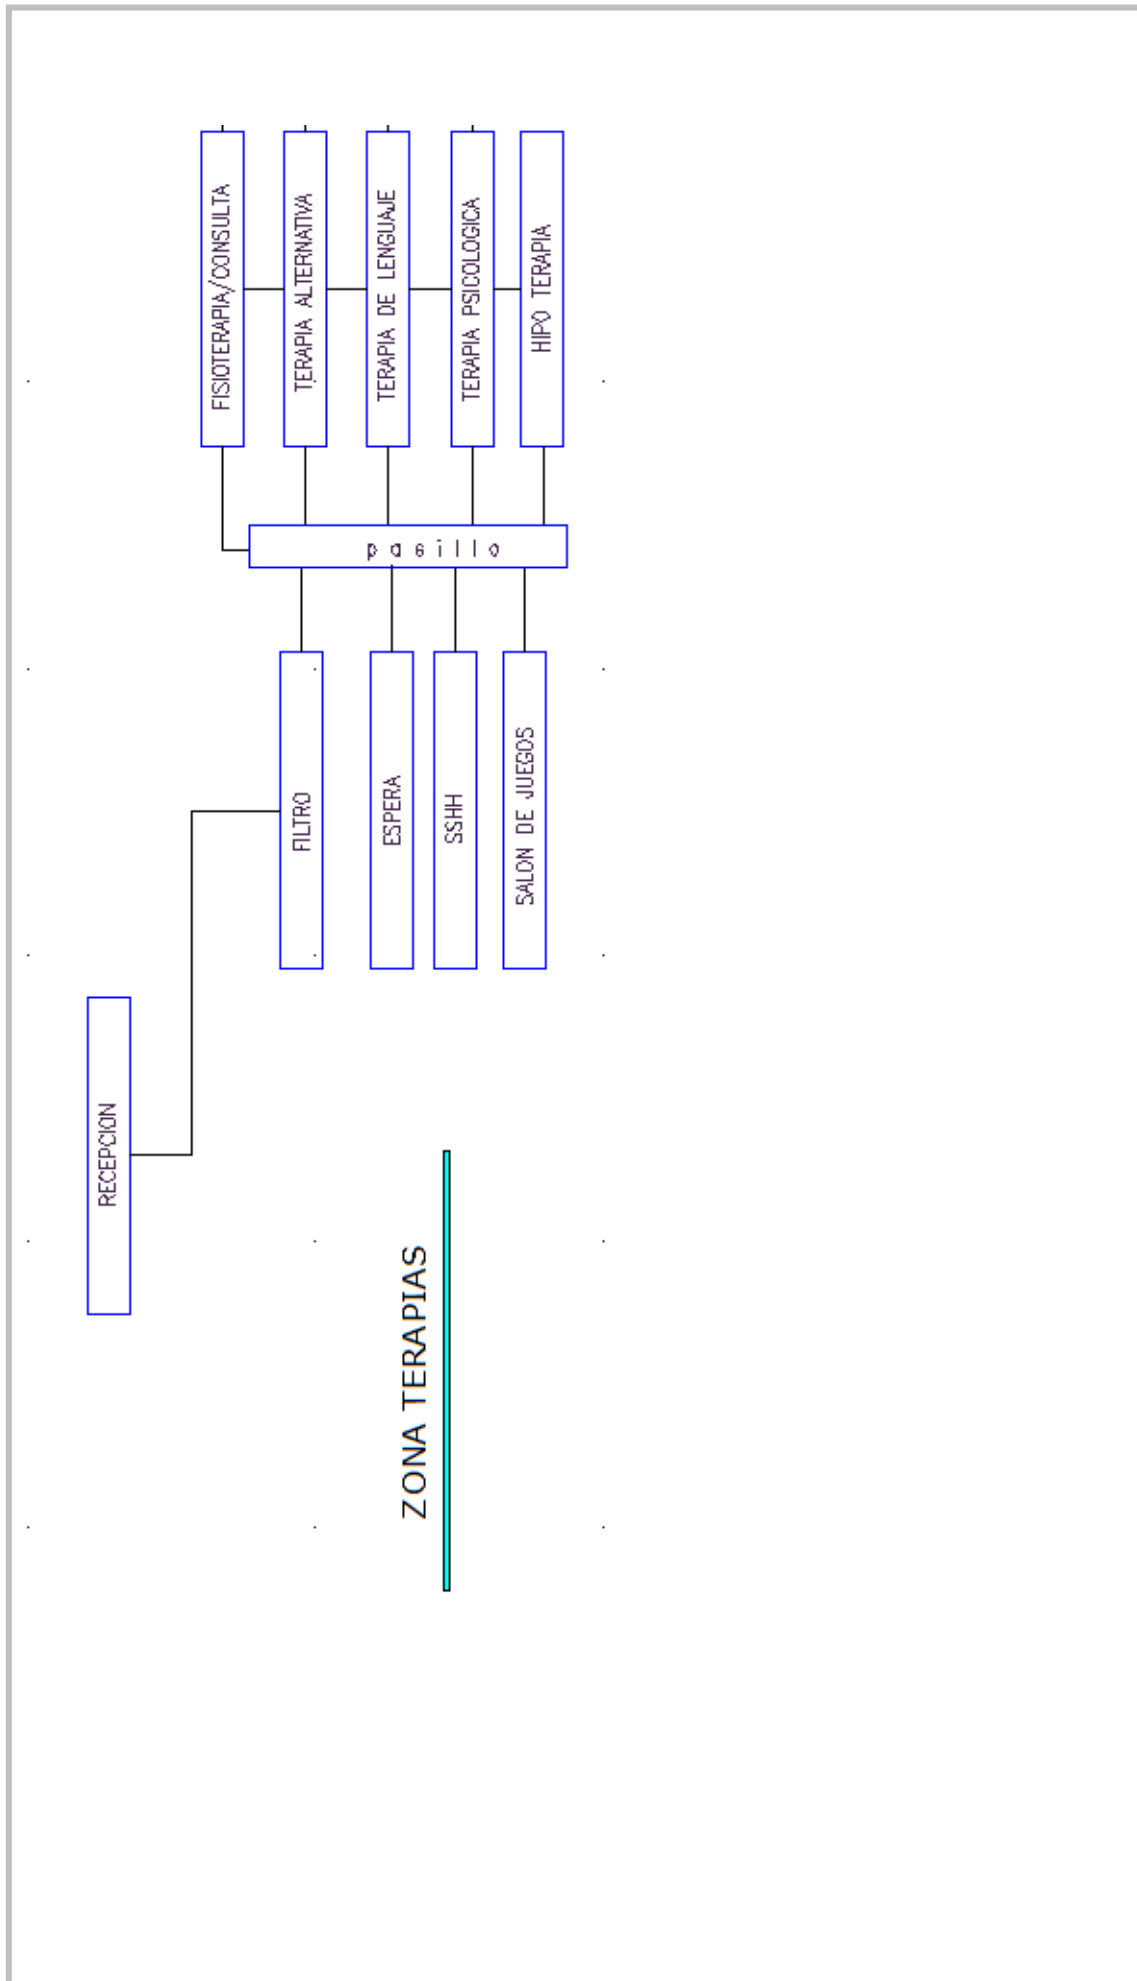 ZONA TERAPIAS
RECEPCION
FILTRO
ESPERA
SSHH
SALON DE JUEGOS
pasillo
FISIOTERAPIA/CONSULTA
TERAPIA ALTERNATIVA
TERAPIA DE LENGUAJE
TERAPIA PSICOLOGICA
HIPO TERAPIA